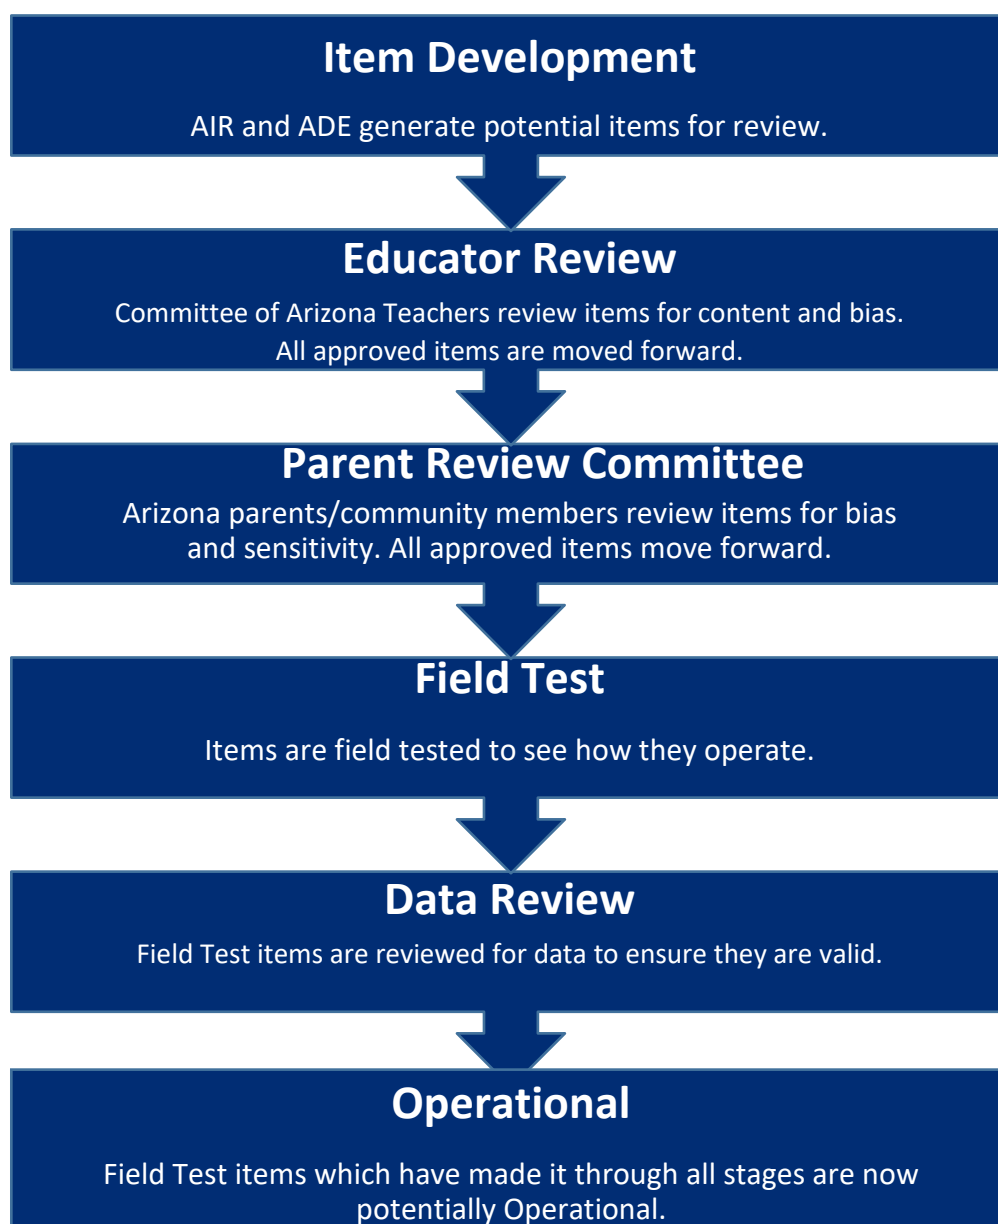 Item Development
AIR and ADE generate potential items for review.
Educator Review
Committee of Arizona Teachers review items for content and bias.
All approved items are moved forward.
Parent Review Committee
Arizona parents/community members review items for bias
and sensitivity. All approved items move forward.
Field Test
Items are field tested to see how they operate.
Data Review
Field Test items are reviewed for data to ensure they are valid.
Operational
Field Test items which have made it through all stages are now
potentially Operational.